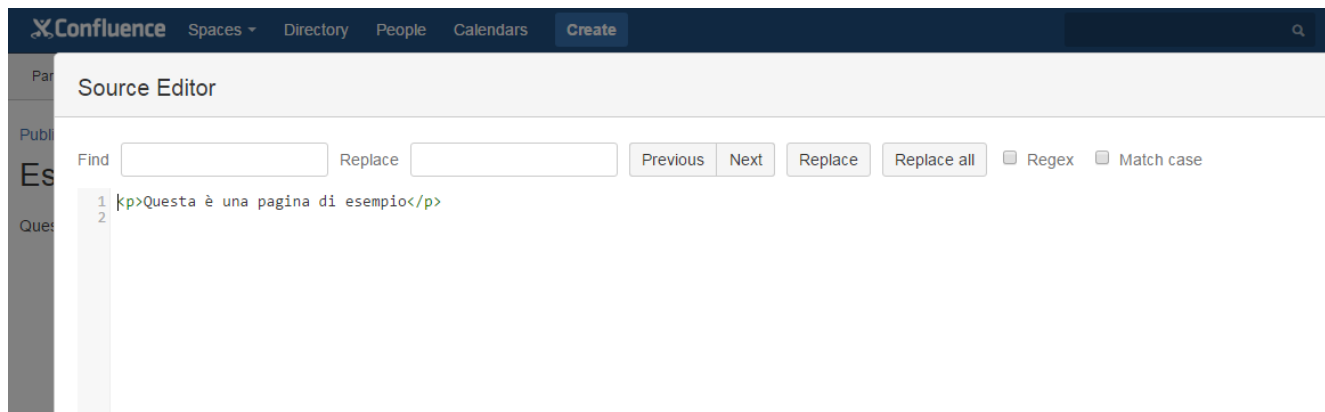 Confluence Spaces Directory People Calendars Create
Par
Source Editor
Publi
Find Replace Previous Next Replace Replace all Regex Match case
Es
1 <p>Questa è una pagina di esempio</p>
2
Ques